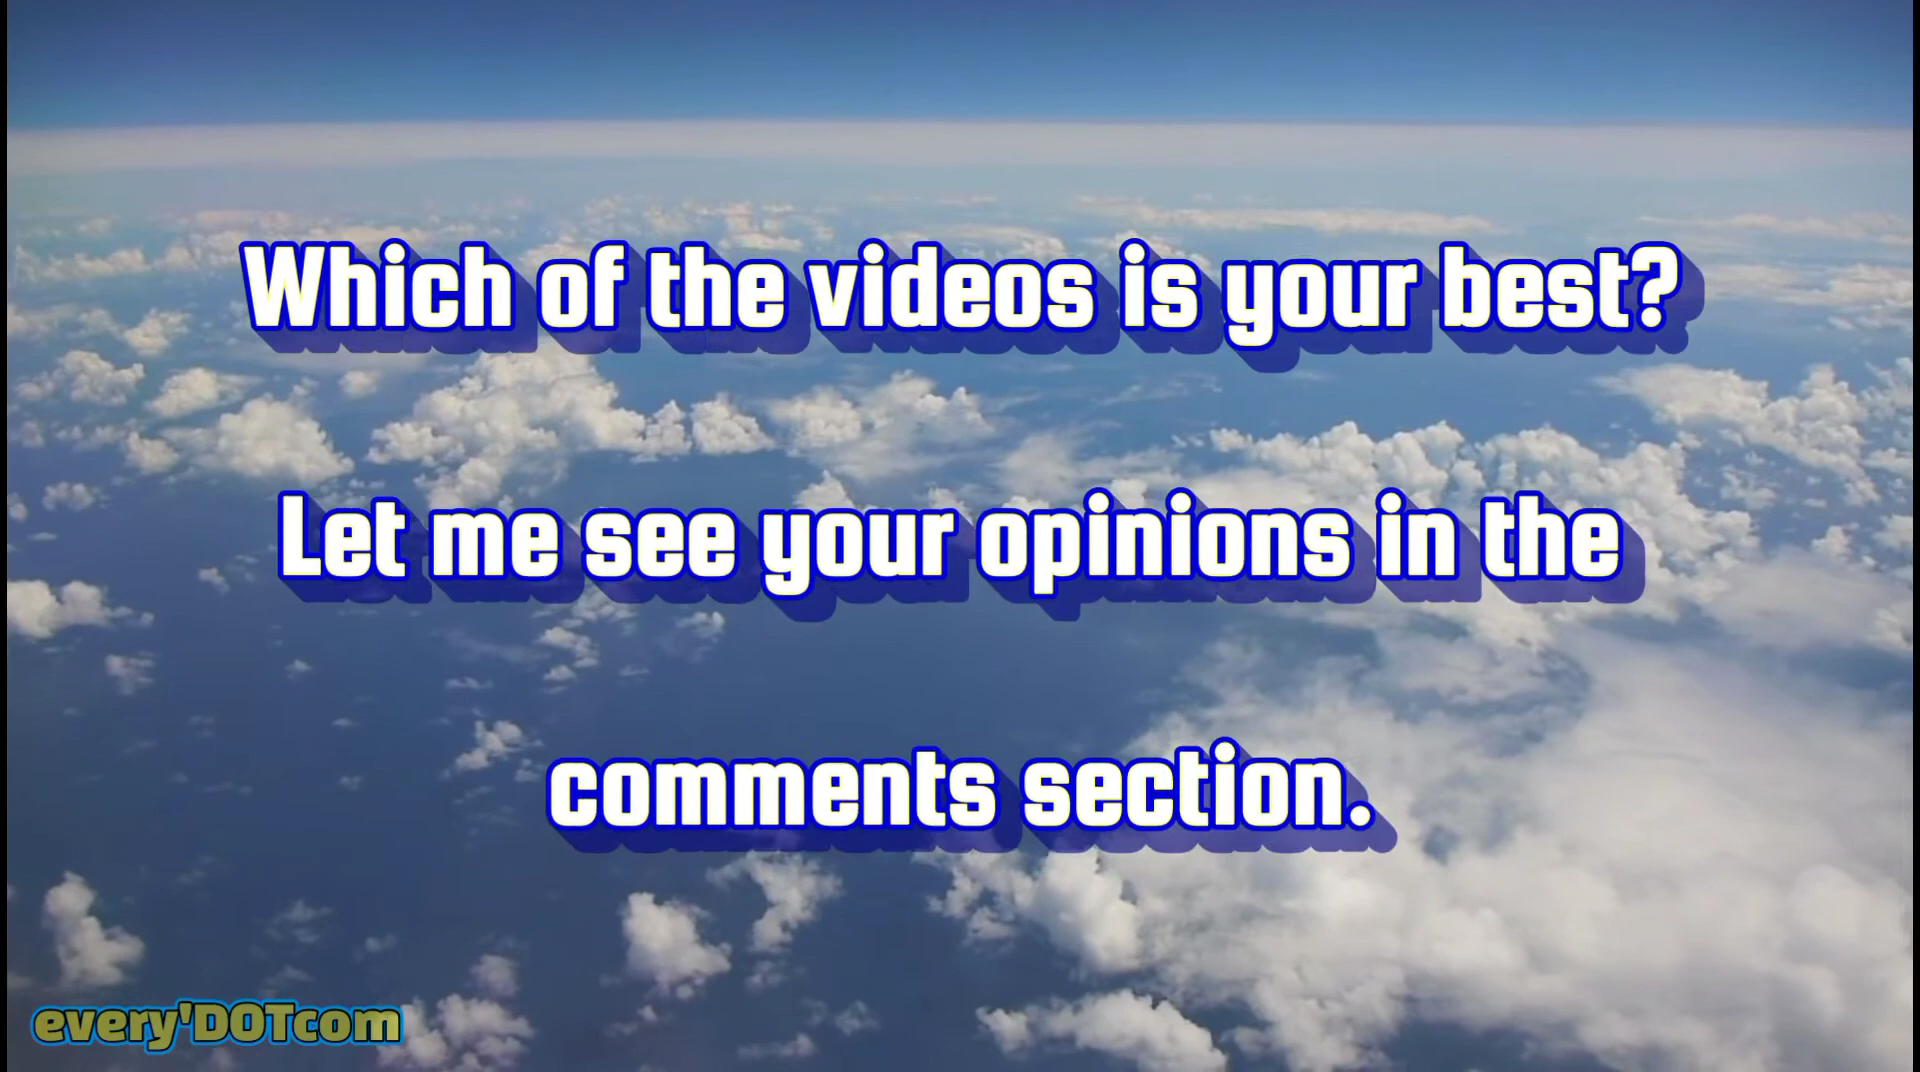 Which of the videos is your best?
Let me see your opinions in the
comments section.
every'DOTcom